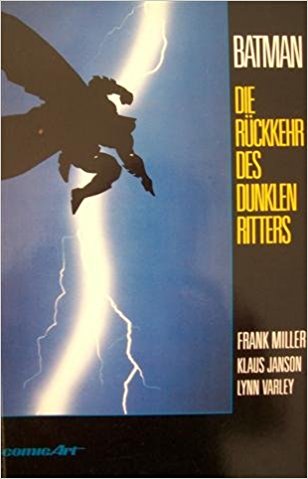 BATMAN
DIE
RÜCKKEHR
DES
DUNKLEN
RITTERS
FRANK MILLER
KLAUS JANSON
LYNN VARLEY
comicArt